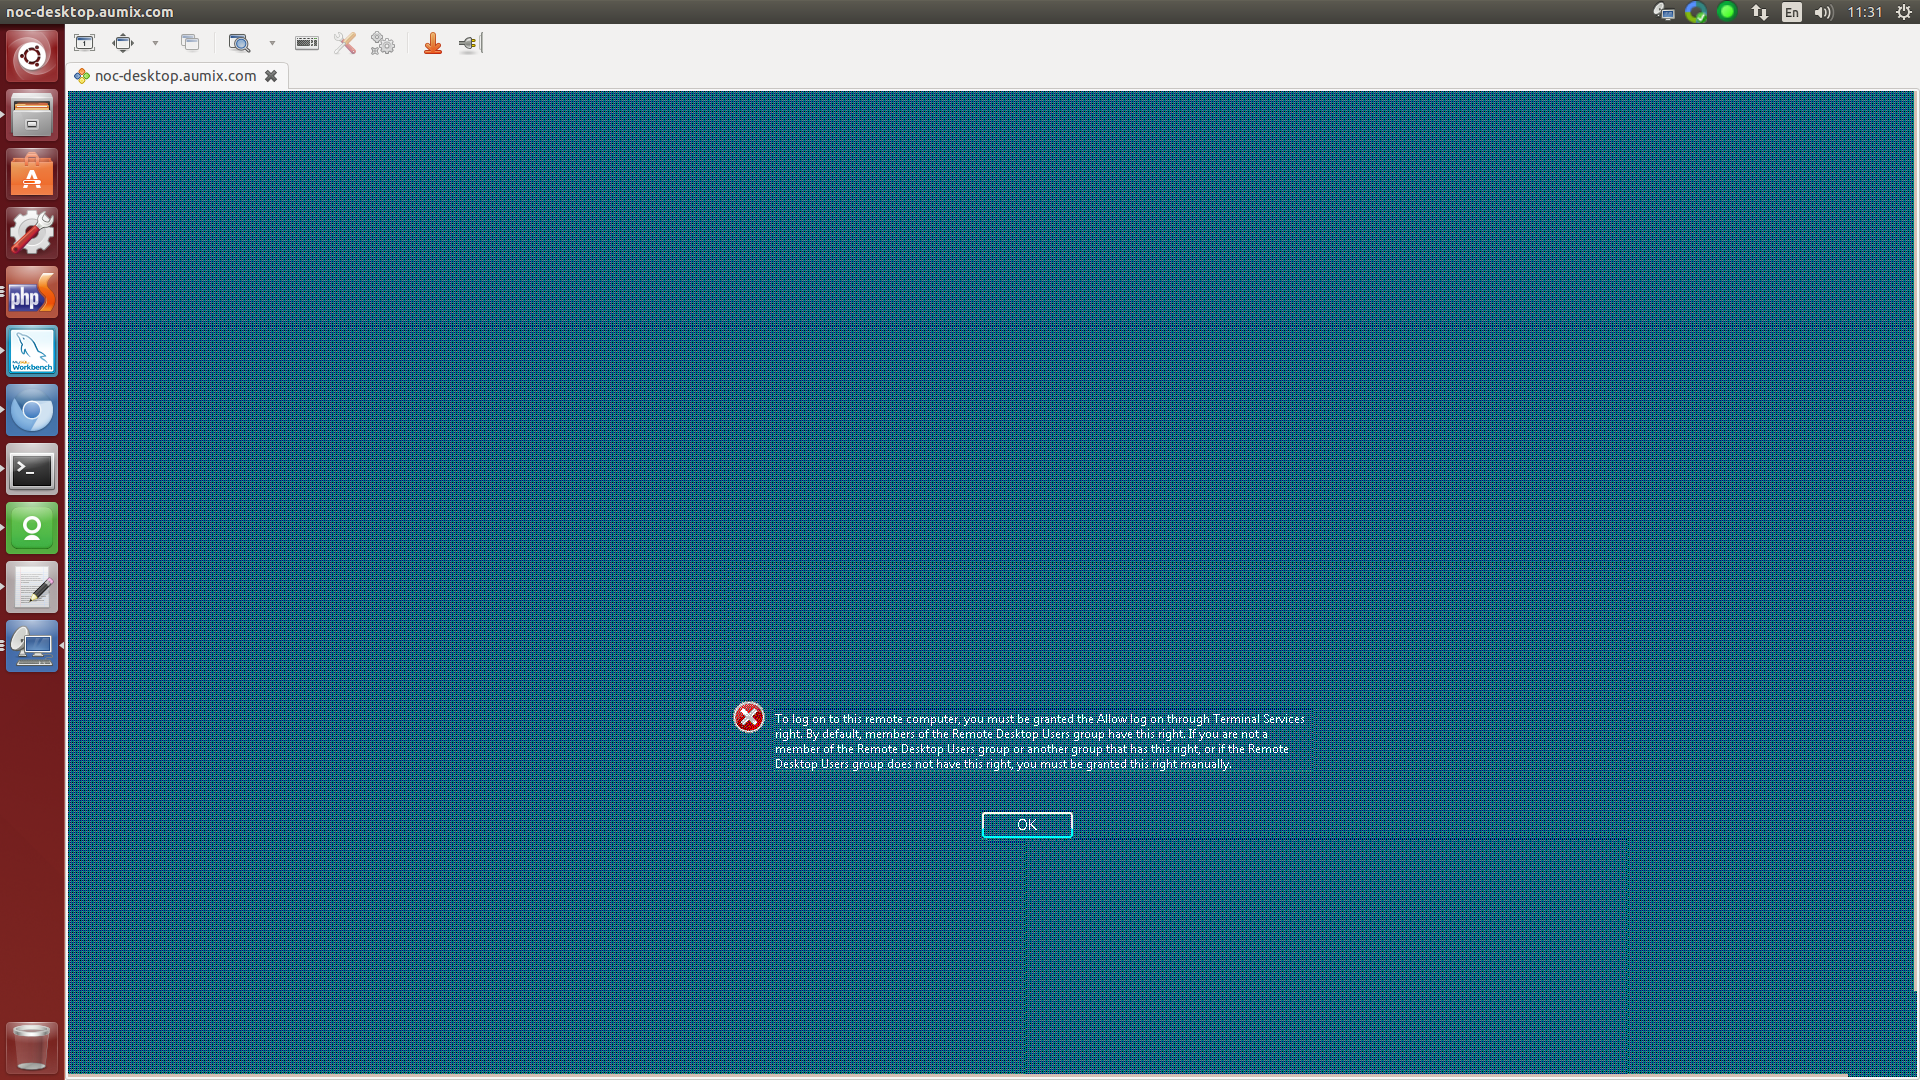 noc-desktop.aumix.com
En
11:31
noc-desktop.aumix.com
php
Workbench
To log on to this remote computer, you must be granted the Allow log on through Terminal Services
right. By default, members of the Remote Desktop Users group have this right. If you are not a
member of the Remote Desktop Users group or another group that has this right, or if the Remote
Desktop Users group does not have this right, you must be granted this right manually.
OK